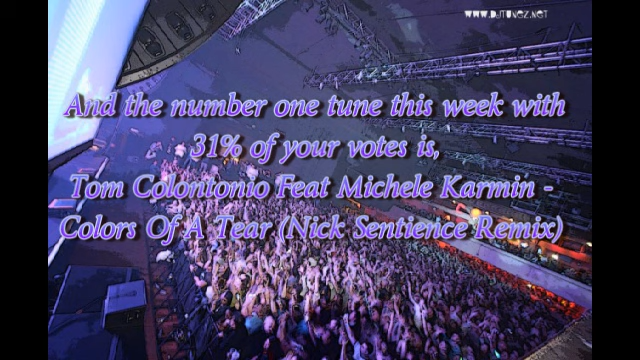 WWW.DJTUNEZ.NET
And the number one tune this week with
31% of your votes is,
Tom Colontonio Feat Michele Karmin -
Colors Of A Tear (Nick Sentience Remix)